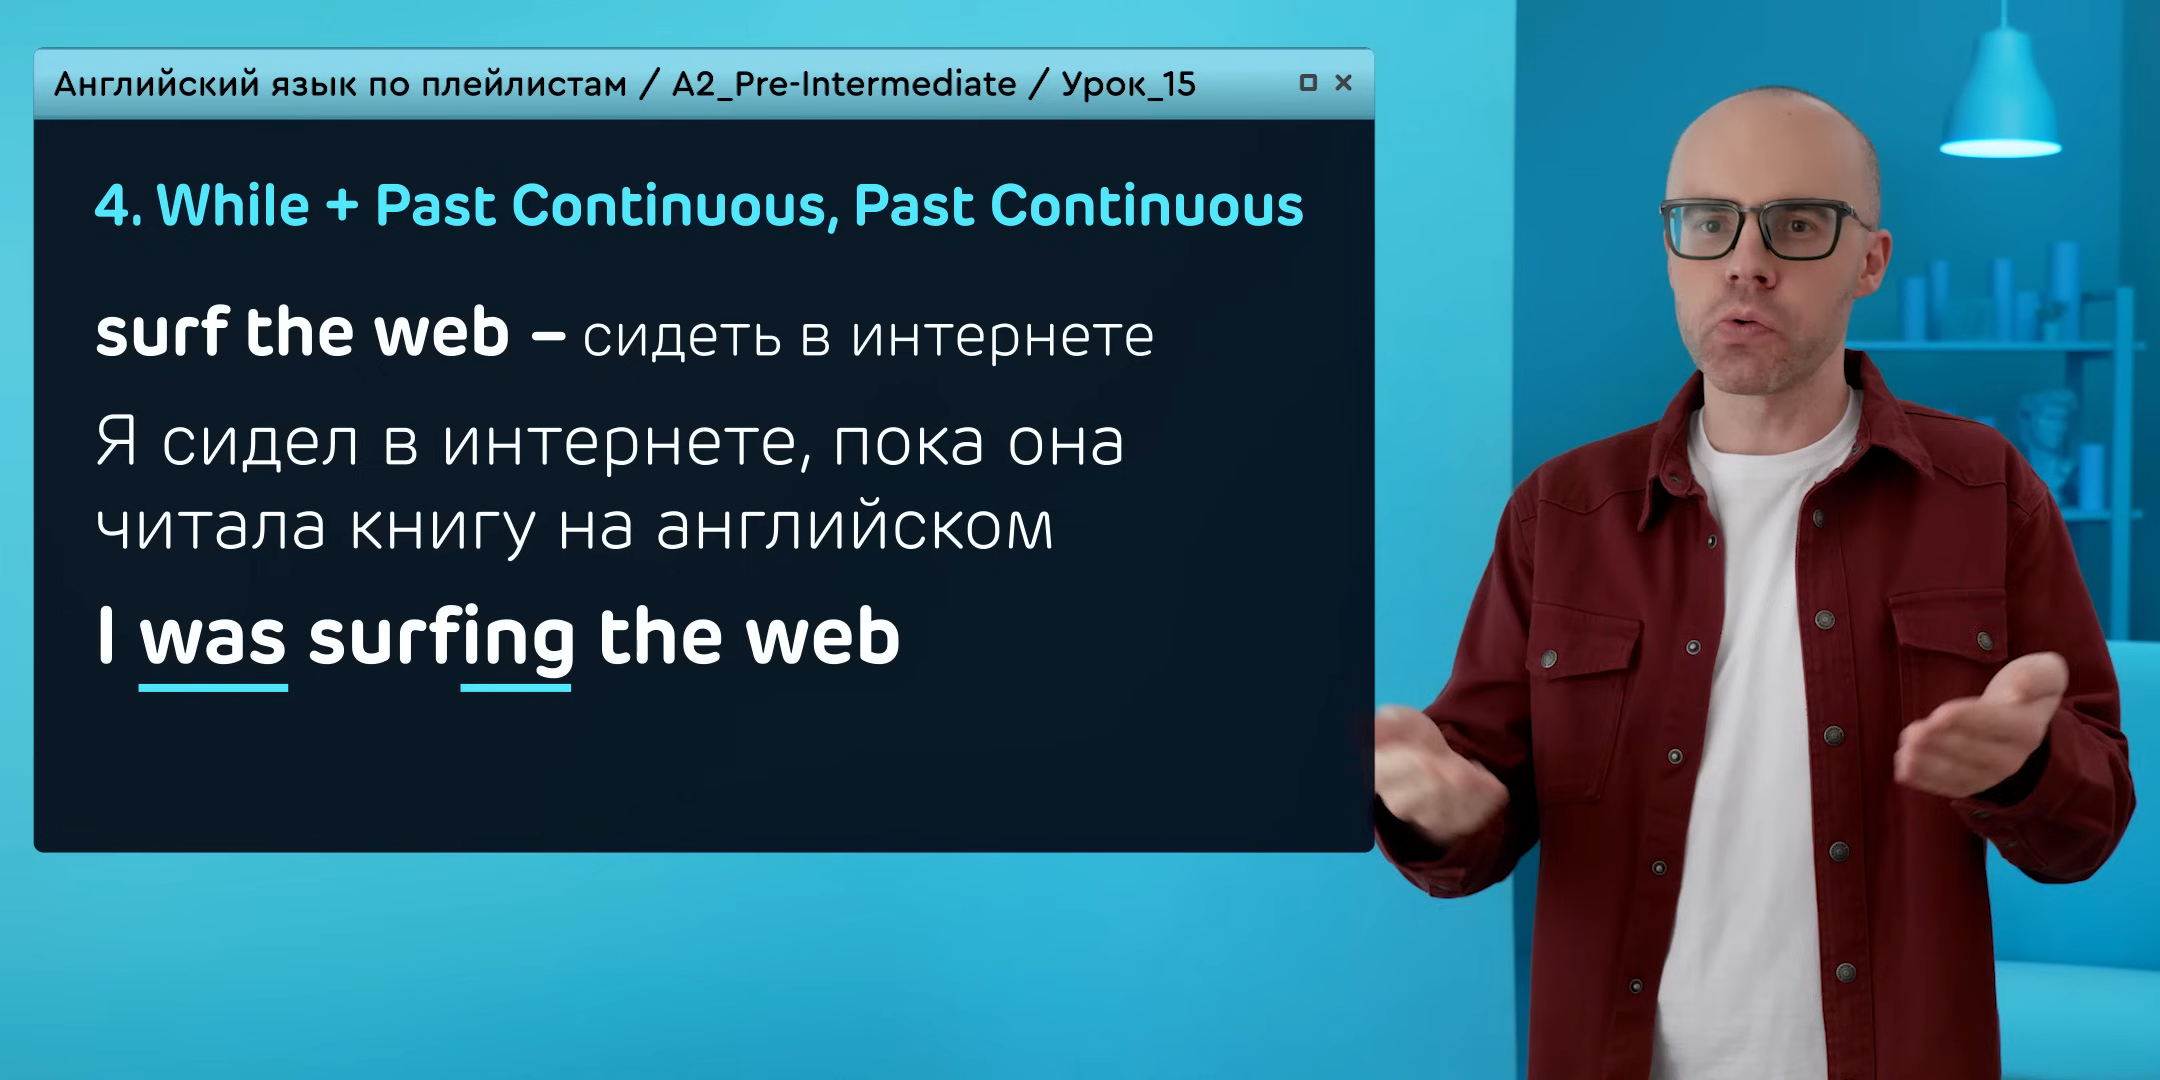 Английский язык по плейлистам / A2_Pre-Intermediate / Урок_15
4. While + Past Continuous, Past Continuous
surf the web – сидеть в интернете
Я сидел в интернете, пока она
читала книгу на английском
I was surfing the web